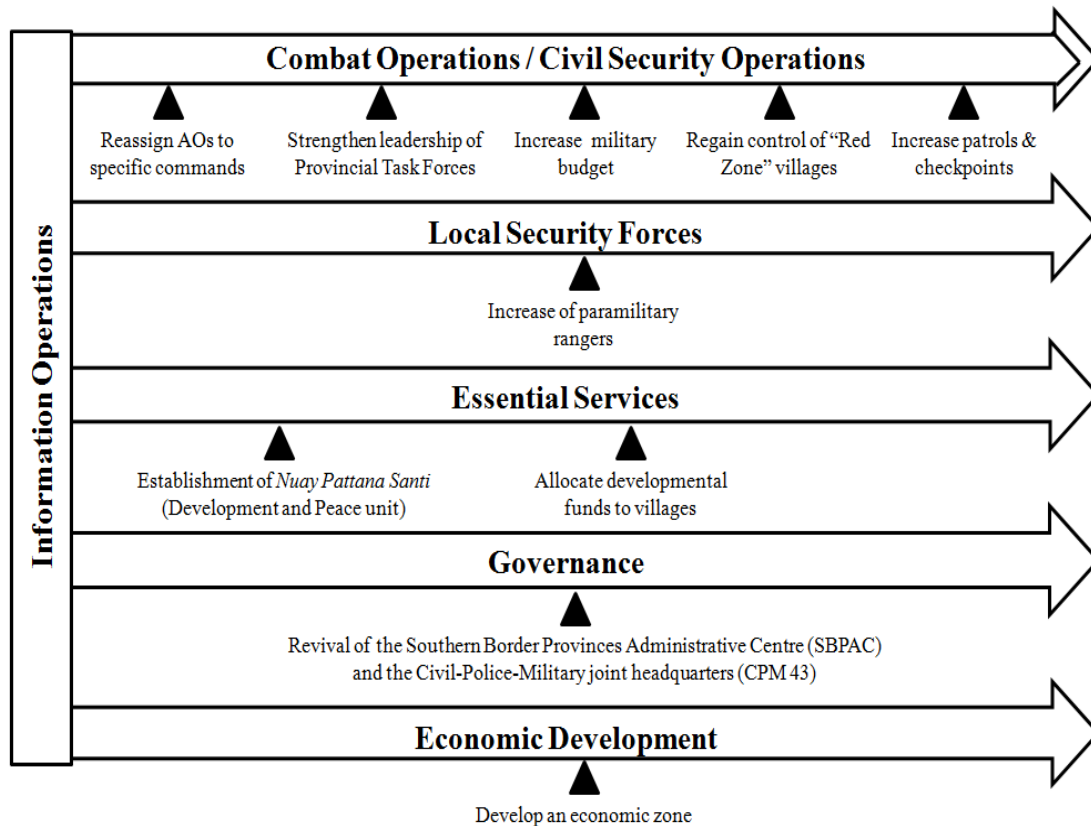 Information Operations
Combat Operations / Civil Security Operations
Reassign AOs to
specific commands
Strengthen leadership of
Provincial Task Forces
Increase military
budget
Regain control of “Red
Zone” villages
Increase patrols &
checkpoints
Local Security Forces
Increase of paramilitary
rangers
Essential Services
Establishment of Nuay Pattana Santi
(Development and Peace unit)
Allocate developmental
funds to villages
Governance
Revival of the Southern Border Provinces Administrative Centre (SBPAC)
and the Civil-Police-Military joint headquarters (CPM 43)
Economic Development
Develop an economic zone